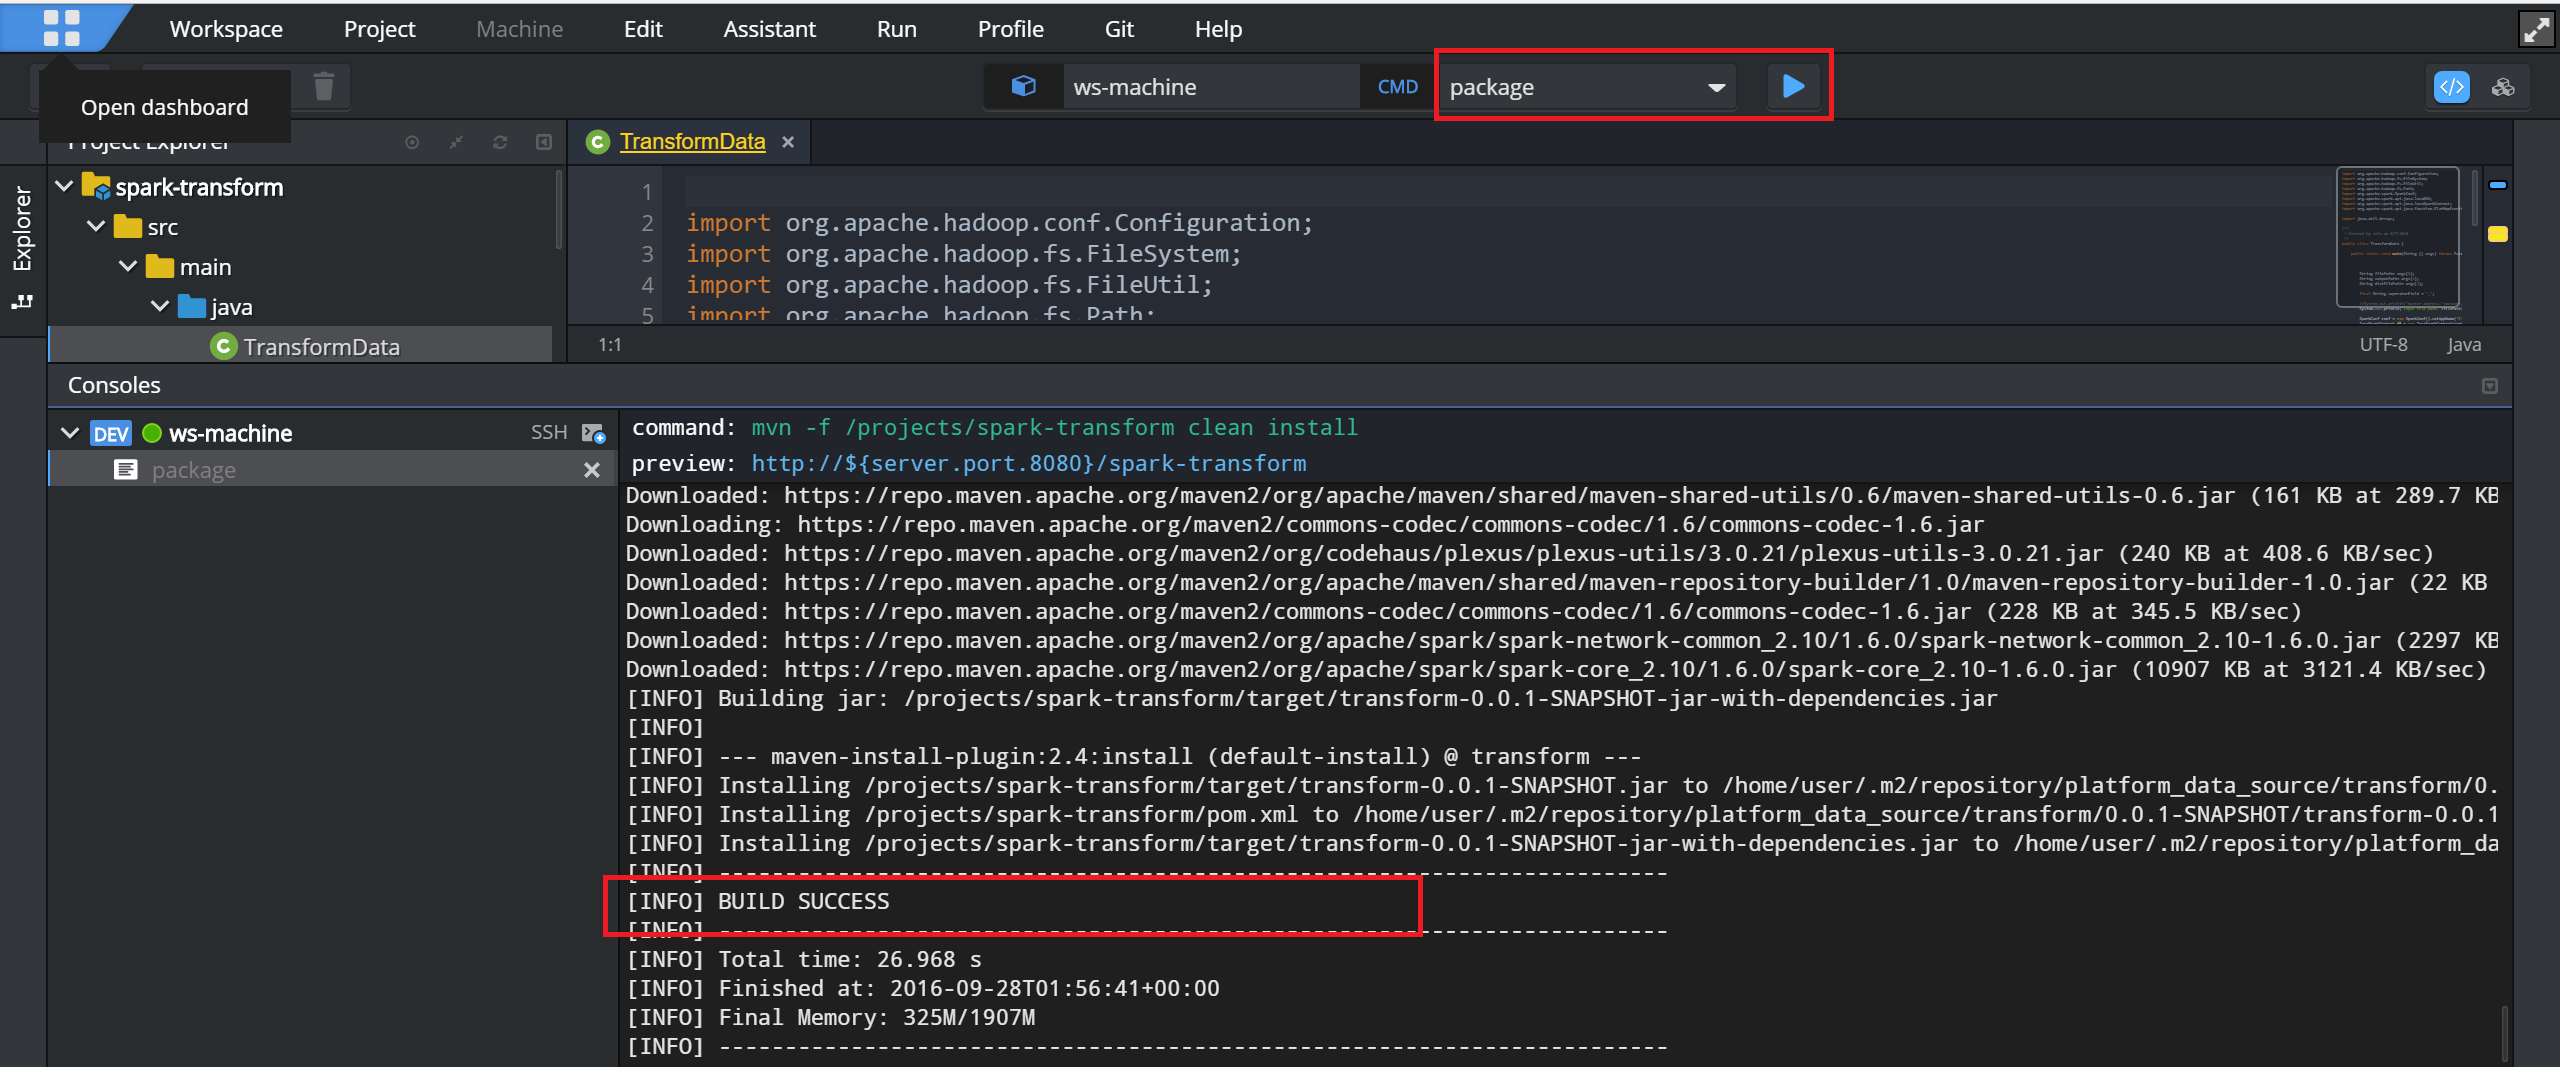 Workspace Project Machine Edit Assistant Run Profile Git Help
Open dashboard
ws-machine CMD package
Project Explorer
TransformData
Explorer
spark-transform
src
main
java
TransformData
1
2 import org.apache.hadoop.conf.Configuration;
3 import org.apache.hadoop.fs.FileSystem;
4 import org.apache.hadoop.fs.FileUtil;
5 import org.apache.hadoop.fs.Path;
1:1 UTF-8 Java
Consoles
DEV ws-machine SSH
package
command: mvn -f /projects/spark-transform clean install
preview: http://${server.port.8080}/spark-transform
Downloaded: https://repo.maven.apache.org/maven2/org/apache/maven/shared/maven-shared-utils/0.6/maven-shared-utils-0.6.jar (161 KB at 289.7 KB
Downloading: https://repo.maven.apache.org/maven2/commons-codec/commons-codec/1.6/commons-codec-1.6.jar
Downloaded: https://repo.maven.apache.org/maven2/org/codehaus/plexus/plexus-utils/3.0.21/plexus-utils-3.0.21.jar (240 KB at 408.6 KB/sec)
Downloaded: https://repo.maven.apache.org/maven2/org/apache/maven/shared/maven-repository-builder/1.0/maven-repository-builder-1.0.jar (22 KB
Downloaded: https://repo.maven.apache.org/maven2/commons-codec/commons-codec/1.6/commons-codec-1.6.jar (228 KB at 345.5 KB/sec)
Downloaded: https://repo.maven.apache.org/maven2/org/apache/spark/spark-network-common_2.10/1.6.0/spark-network-common_2.10-1.6.0.jar (2297 KB
Downloaded: https://repo.maven.apache.org/maven2/org/apache/spark/spark-core_2.10/1.6.0/spark-core_2.10-1.6.0.jar (10907 KB at 3121.4 KB/sec)
[INFO] Building jar: /projects/spark-transform/target/transform-0.0.1-SNAPSHOT-jar-with-dependencies.jar
[INFO]
[INFO] --- maven-install-plugin:2.4:install (default-install) @ transform ---
[INFO] Installing /projects/spark-transform/target/transform-0.0.1-SNAPSHOT.jar to /home/user/.m2/repository/platform_data_source/transform/0.
[INFO] Installing /projects/spark-transform/pom.xml to /home/user/.m2/repository/platform_data_source/transform/0.0.1-SNAPSHOT/transform-0.0.1
[INFO] Installing /projects/spark-transform/target/transform-0.0.1-SNAPSHOT-jar-with-dependencies.jar to /home/user/.m2/repository/platform_da
[INFO] ------------------------------------------------------------------------
[INFO] BUILD SUCCESS
[INFO] ------------------------------------------------------------------------
[INFO] Total time: 26.968 s
[INFO] Finished at: 2016-09-28T01:56:41+00:00
[INFO] Final Memory: 325M/1907M
[INFO] ------------------------------------------------------------------------